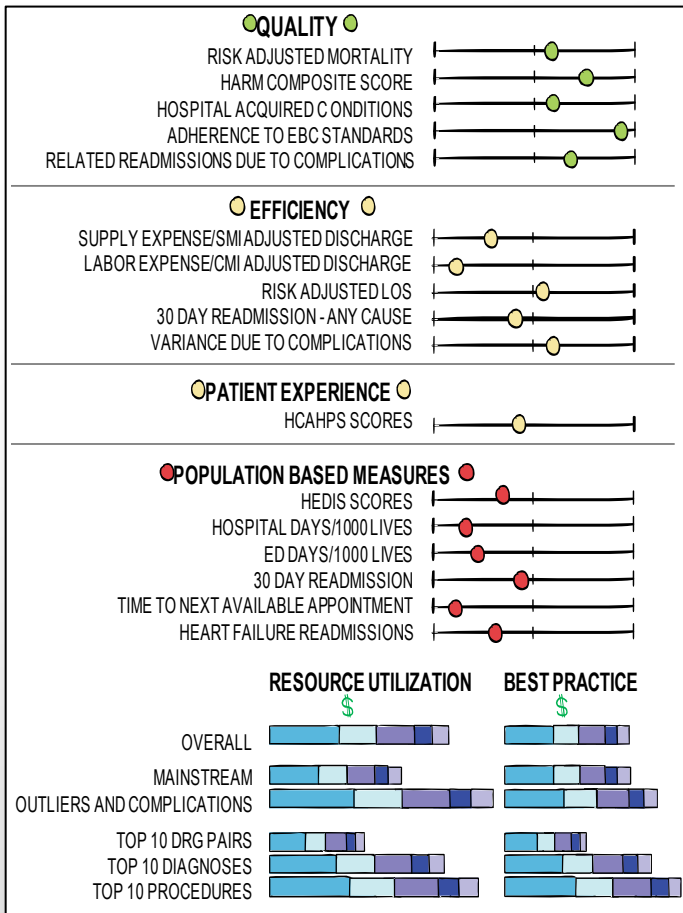 QUALITY
RISK ADJUSTED MORTALITY
HARM COMPOSITE SCORE
HOSPITAL ACQUIRED C ONDITIONS
ADHERENCE TO EBC STANDARDS
RELATED READMISSIONS DUE TO COMPLICATIONS
EFFICIENCY
SUPPLY EXPENSE/SMI ADJUSTED DISCHARGE
LABOR EXPENSE/CMI ADJUSTED DISCHARGE
RISK ADJUSTED LOS
30 DAY READMISSION - ANY CAUSE
VARIANCE DUE TO COMPLICATIONS
PATIENT EXPERIENCE
HCAHPS SCORES
POPULATION BASED MEASURES
HEDIS SCORES
HOSPITAL DAYS/1000 LIVES
ED DAYS/1000 LIVES
30 DAY READMISSION
TIME TO NEXT AVAILABLE APPOINTMENT
HEART FAILURE READMISSIONS
RESOURCE UTILIZATION BEST PRACTICE
$ $
OVERALL
MAINSTREAM
OUTLIERS AND COMPLICATIONS
TOP 10 DRG PAIRS
TOP 10 DIAGNOSES
TOP 10 PROCEDURES